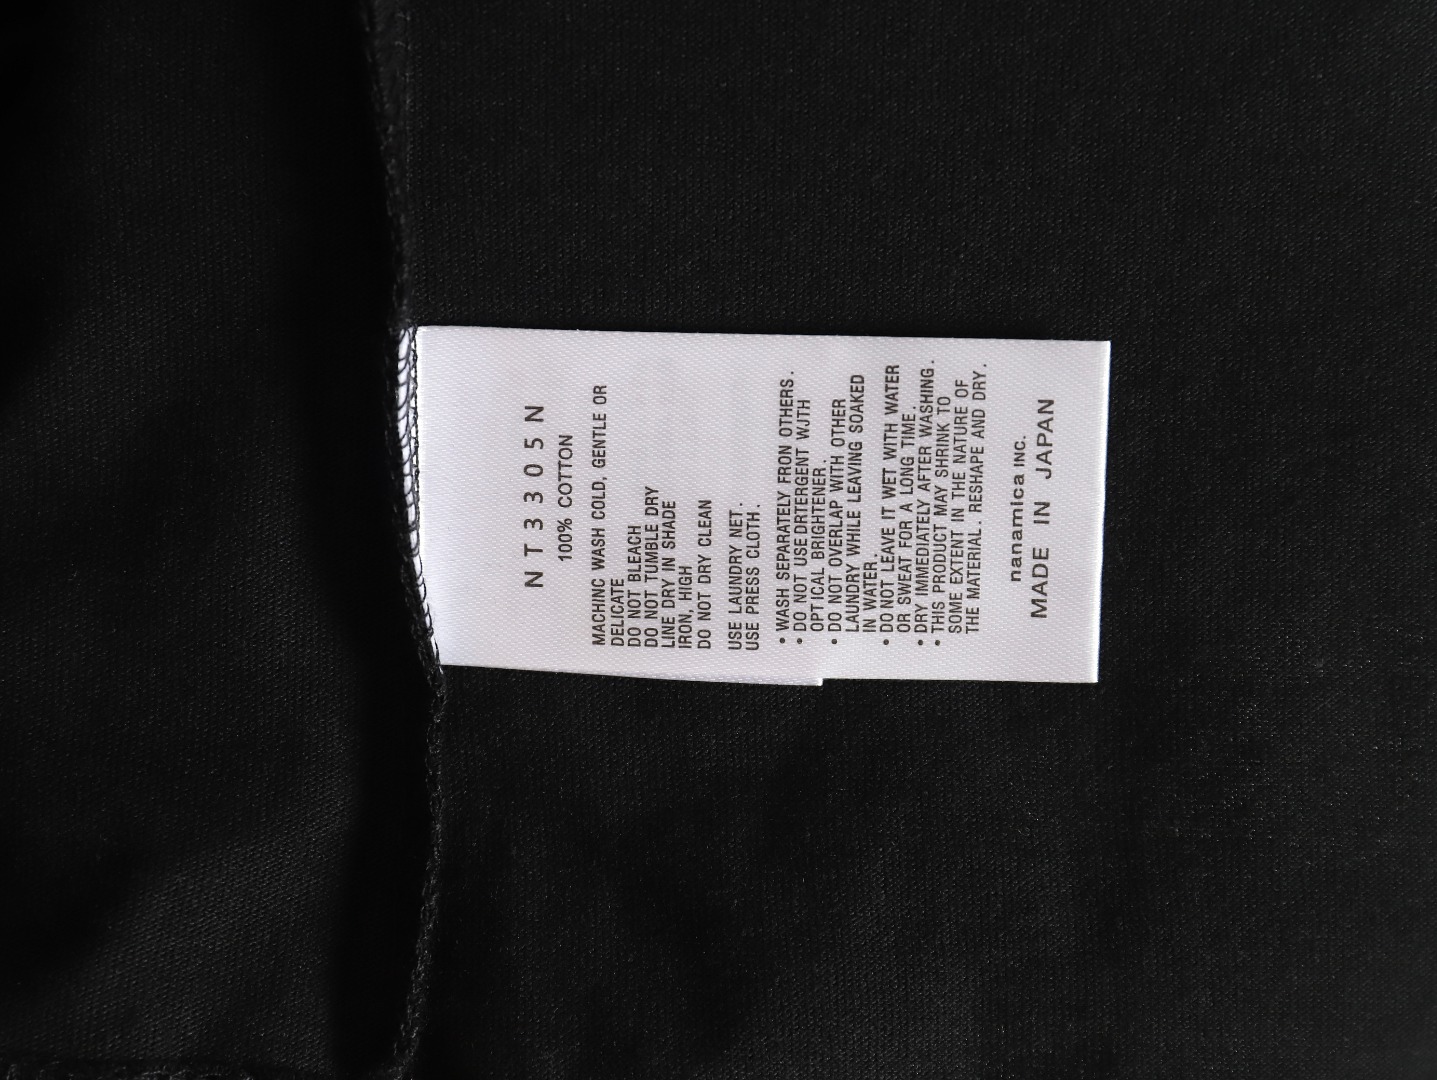 NT3305N
100% COTTON
MACHING WASH COLD, GENTLE OR
DELICATE
DO NOT BLEACH
DO NOT TUMBLE DRY
LINE DRY IN SHADE
IRON, HIGH
DO NOT DRY CLEAN
USE LAUNDRY NET.
USE PRESS CLOTH.
• WASH SEPARATELY FRON OTHERS.
• DO NOT USE DRTERGENT WJTH
OPTICAL BRIGHTENER.
• DO NOT OVERLAP WITH OTHER
LAUNDRY WHILE LEAVING SOAKED
IN WATER.
• DO NOT LEAVE IT WET WITH WATER
OR SWEAT FOR A LONG TIME.
• DRY IMMEDIATELY AFTER WASHING.
• THIS PRODUCT MAY SHRINK TO
SOME EXTENT IN THE NATURE OF
THE MATERIAL. RESHAPE AND DRY.
nanamica INC.
MADE IN JAPAN